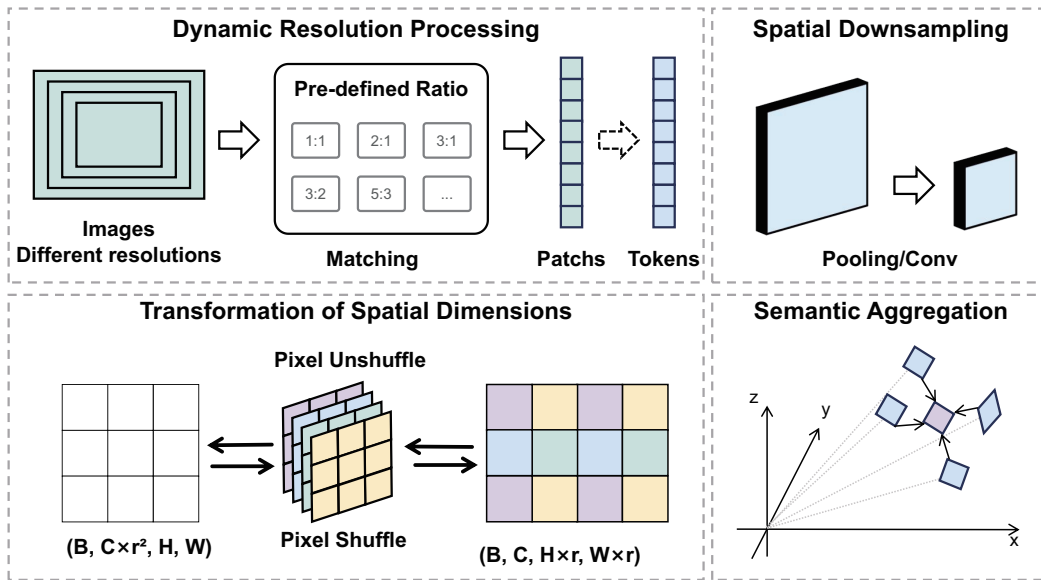 Dynamic Resolution Processing
Images
Different resolutions
Pre-defined Ratio
1:1 2:1 3:1
3:2 5:3 ...
Matching
Patchs
Tokens
Spatial Downsampling
Pooling/Conv
Transformation of Spatial Dimensions
Pixel Unshuffle
Pixel Shuffle
(B, C×r², H, W)
(B, C, H×r, W×r)
Semantic Aggregation
z
y
x